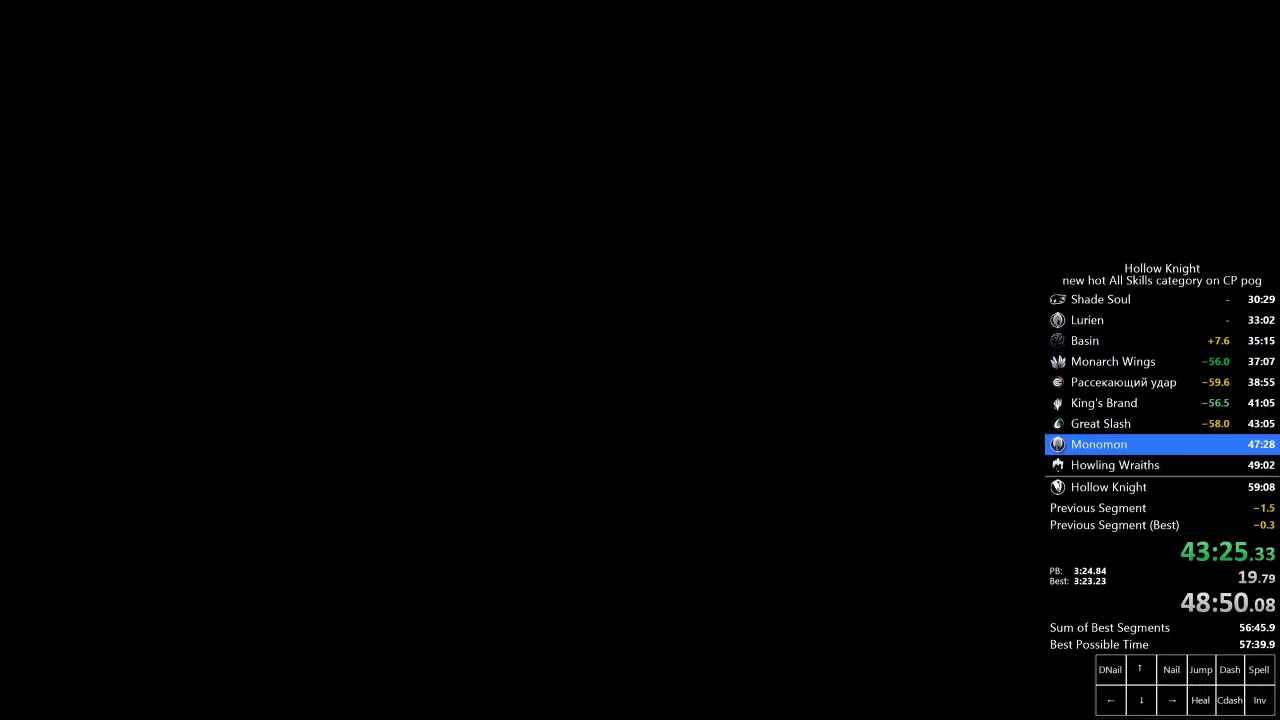 Hollow Knight
new hot All Skills category on CP pog
Shade Soul - 30:29
Lurien - 33:02
Basin +7.6 35:15
Monarch Wings −56.0 37:07
Рассекающий удар −59.6 38:55
King's Brand −56.5 41:05
Great Slash −58.0 43:05
Monomon 47:28
Howling Wraiths 49:02
Hollow Knight 59:08
Previous Segment −1.5
Previous Segment (Best) −0.3
43:25.33
PB: 3:24.84
Best: 3:23.23
19.79
48:50.08
Sum of Best Segments 56:45.9
Best Possible Time 57:39.9
DNail ↑ Nail Jump Dash Spell
← ↓ → Heal Cdash Inv